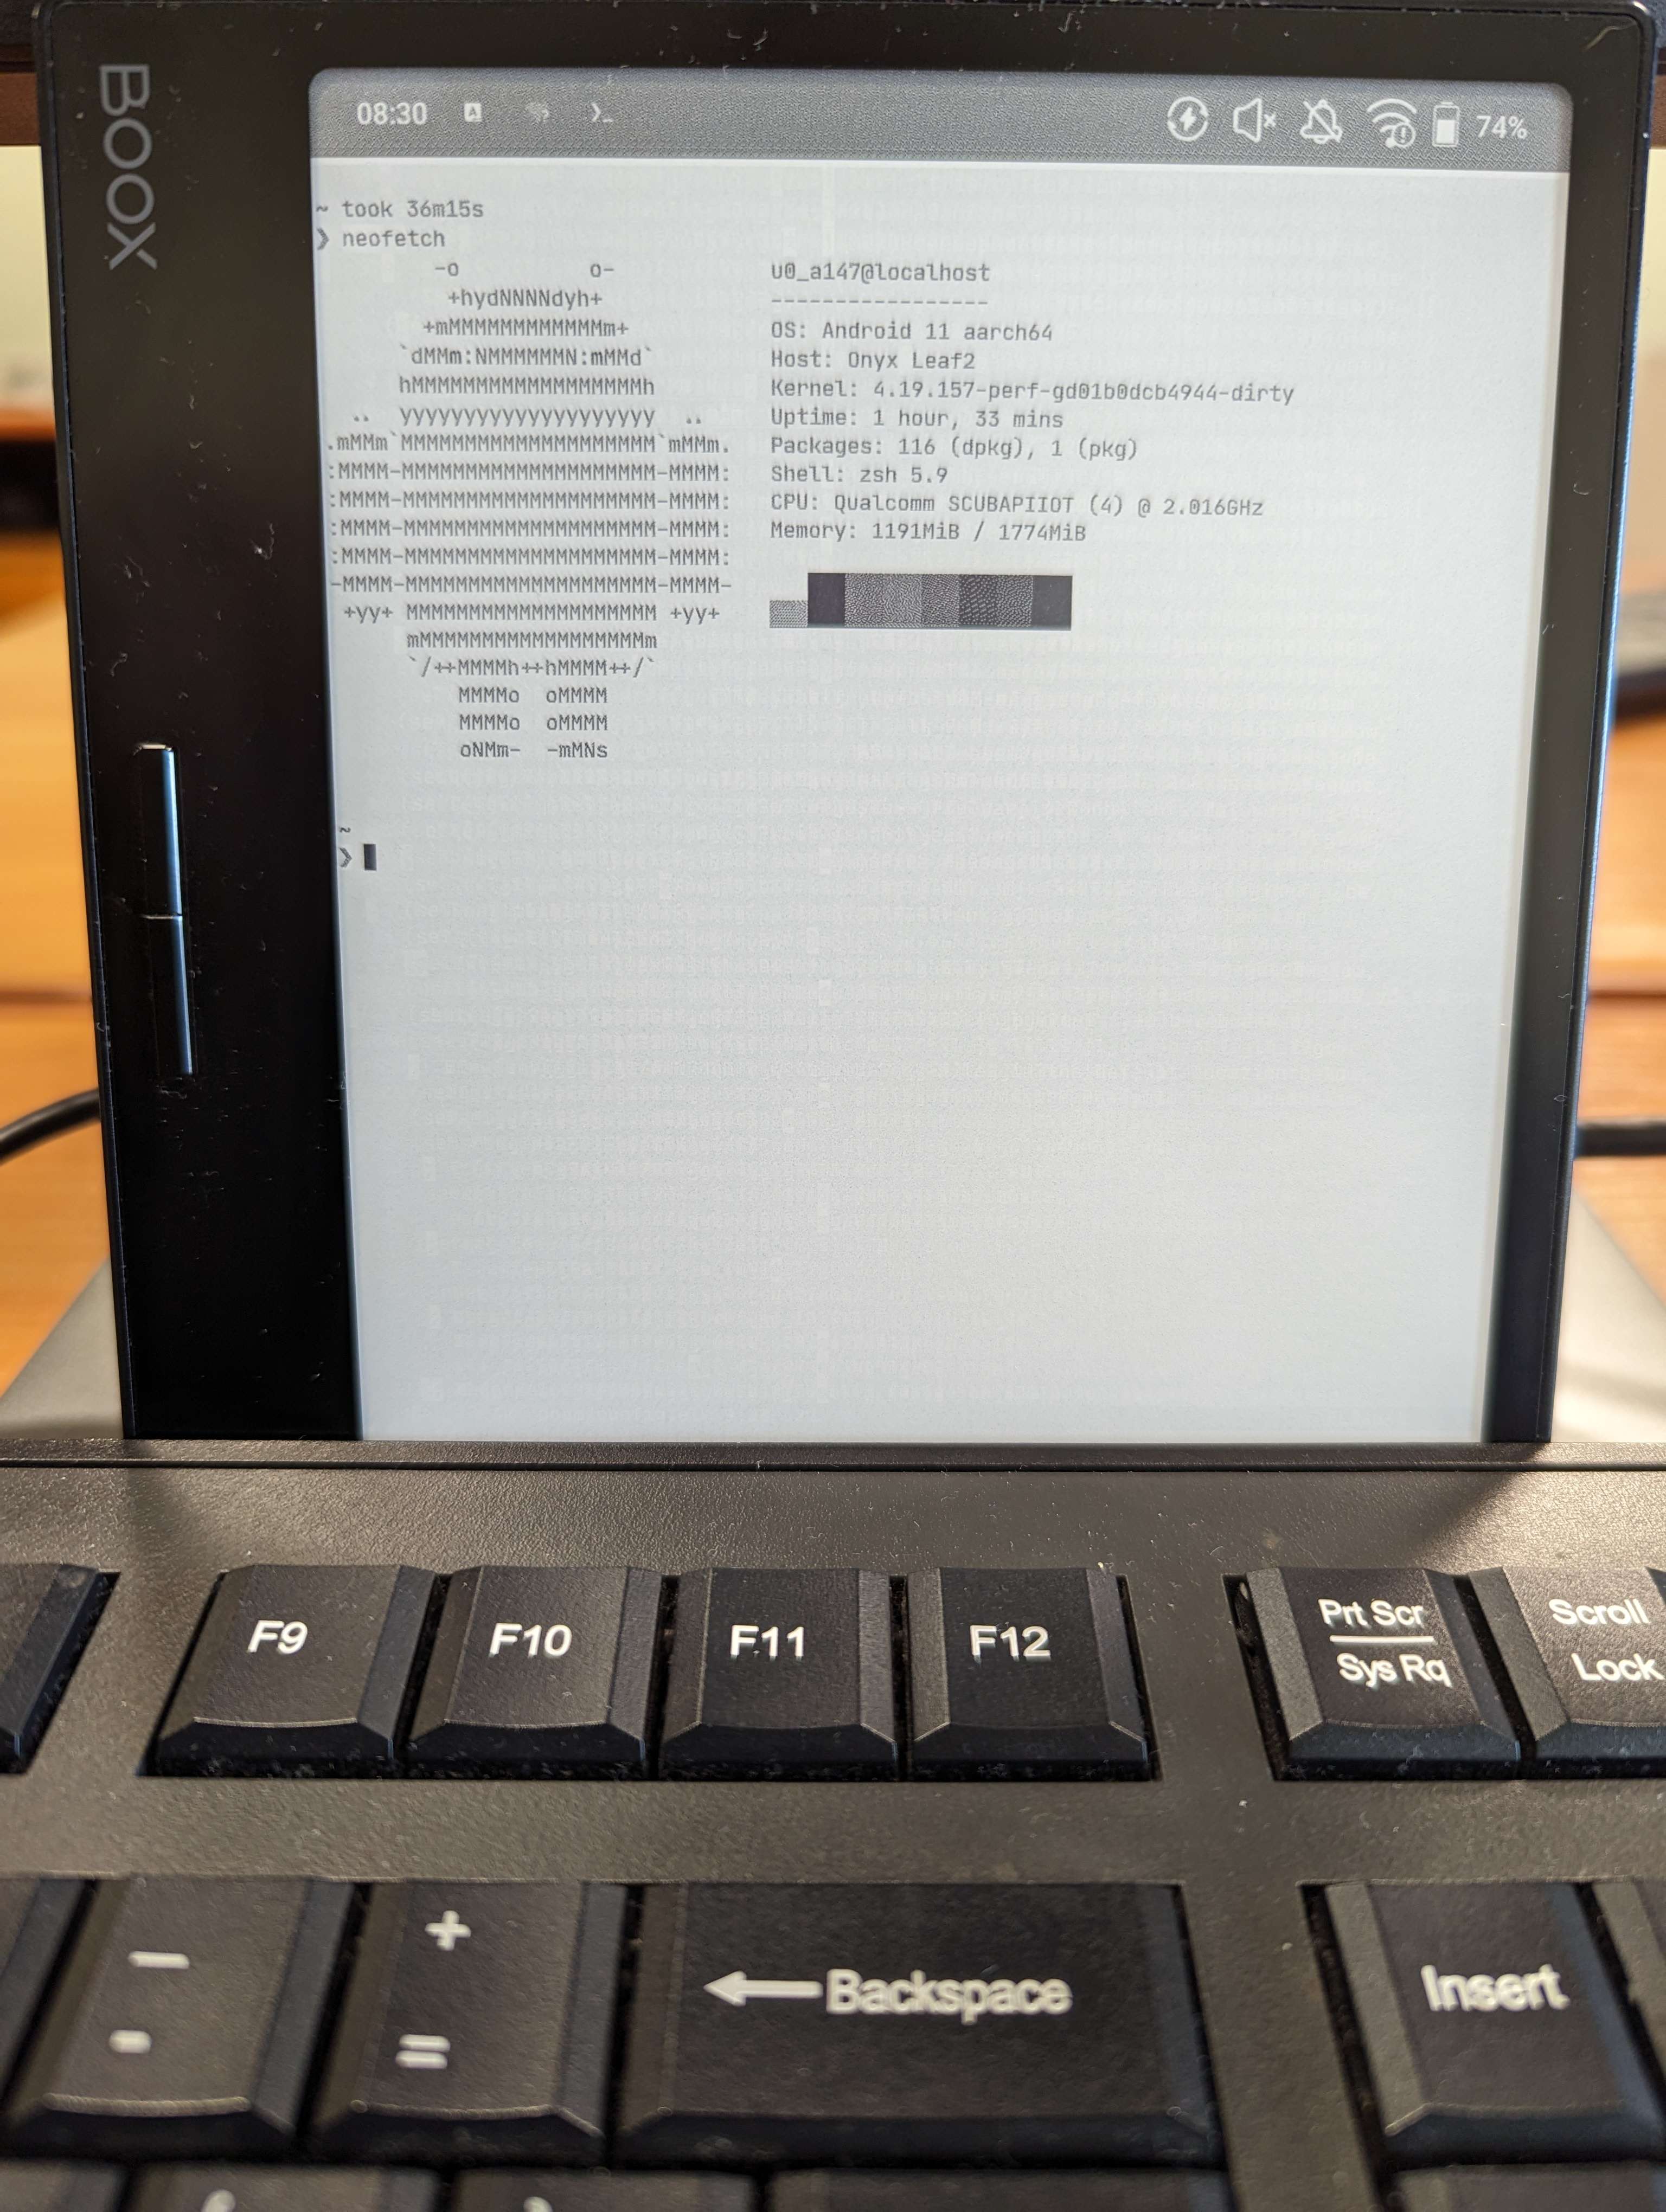 BOOX
08:30 74%
~ took 36m15s
❯ neofetch
-o o- u0_a147@localhost
+hydNNNNdyh+ -----------------
+mMMMMMMMMMMMMm+ OS: Android 11 aarch64
`dMMm:NMMMMMMN:mMMd` Host: Onyx Leaf2
hMMMMMMMMMMMMMMMMMMh Kernel: 4.19.157-perf-gd01b0dcb4944-dirty
.. yyyyyyyyyyyyyyyyyyyy .. Uptime: 1 hour, 33 mins
.mMMm`MMMMMMMMMMMMMMMMMMMM`mMMm. Packages: 116 (dpkg), 1 (pkg)
:MMMM-MMMMMMMMMMMMMMMMMMMM-MMMM: Shell: zsh 5.9
:MMMM-MMMMMMMMMMMMMMMMMMMM-MMMM: CPU: Qualcomm SCUBAPIIOT (4) @ 2.016GHz
:MMMM-MMMMMMMMMMMMMMMMMMMM-MMMM: Memory: 1191MiB / 1774MiB
:MMMM-MMMMMMMMMMMMMMMMMMMM-MMMM:
-MMMM-MMMMMMMMMMMMMMMMMMMM-MMMM-
+yy+ MMMMMMMMMMMMMMMMMMMM +yy+
mMMMMMMMMMMMMMMMMMMm
`/++MMMMh++hMMMM++/`
MMMMo oMMMM
MMMMo oMMMM
oNMm- -mMNs
~
❯
F9 F10 F11 F12 Prt Scr Scroll
Sys Rq Lock
- + Backspace Insert
- =